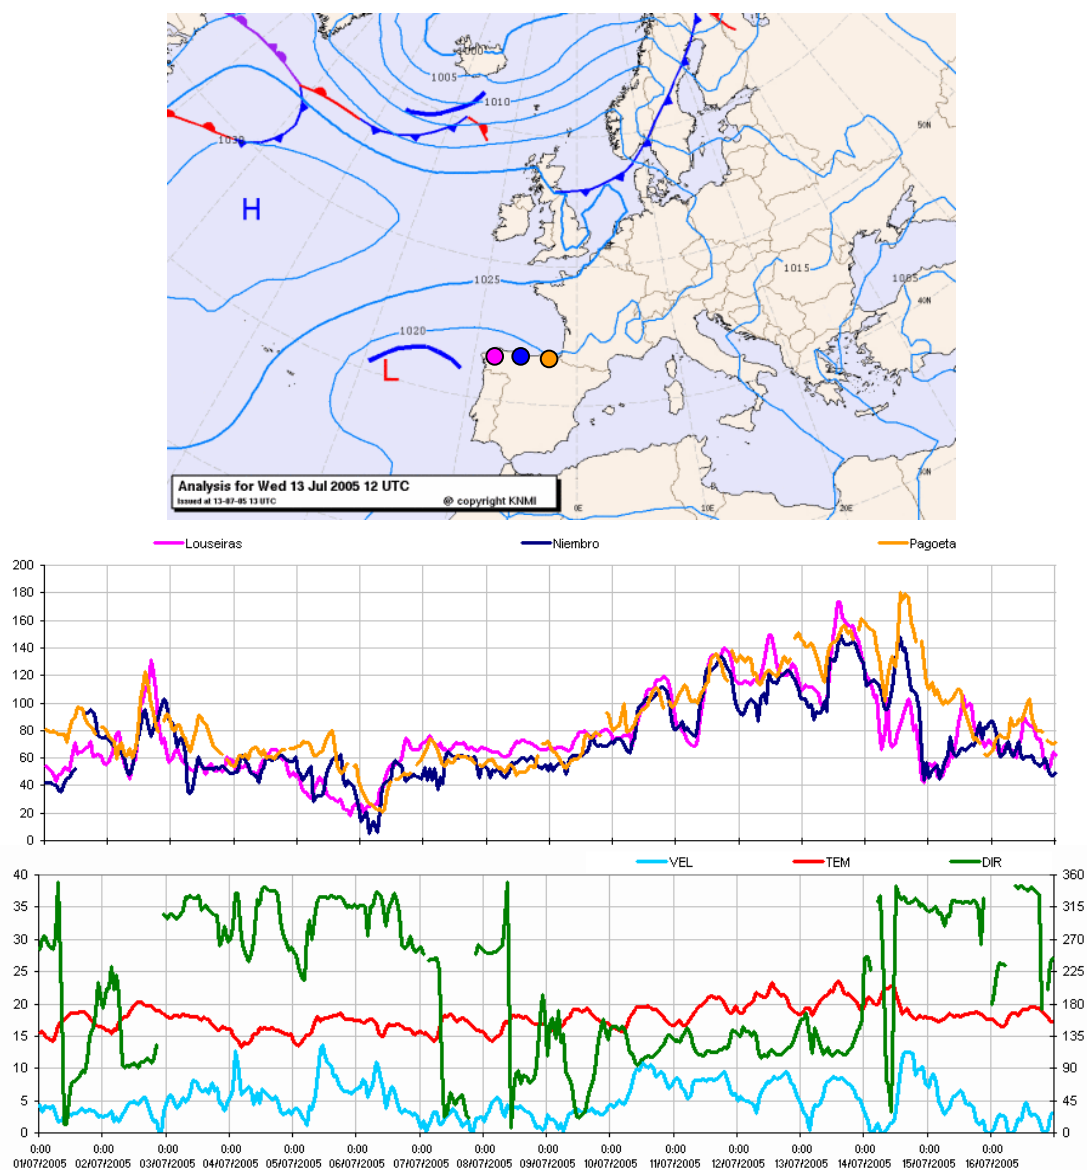 1000
1005
1010
50N
1030
H
1025
1015
1005
40N
1020
L
30N
Analysis for Wed 13 Jul 2005 12 UTC
Issued at 13-07-05 13 UTC
@ copyright KNMI
0E
10E
20E
Louseiras Niembro Pagoeta
200
180
160
140
120
100
80
60
40
20
0
VEL TEM DIR
40 360
35 315
30 270
25 225
20 180
15 135
10 90
5 45
0 0
0:00 0:00 0:00 0:00 0:00 0:00 0:00 0:00 0:00 0:00 0:00 0:00 0:00 0:00 0:00 0:00
01/07/2005 02/07/2005 03/07/2005 04/07/2005 05/07/2005 06/07/2005 07/07/2005 08/07/2005 09/07/2005 10/07/2005 11/07/2005 12/07/2005 13/07/2005 14/07/2005 15/07/2005 16/07/2005